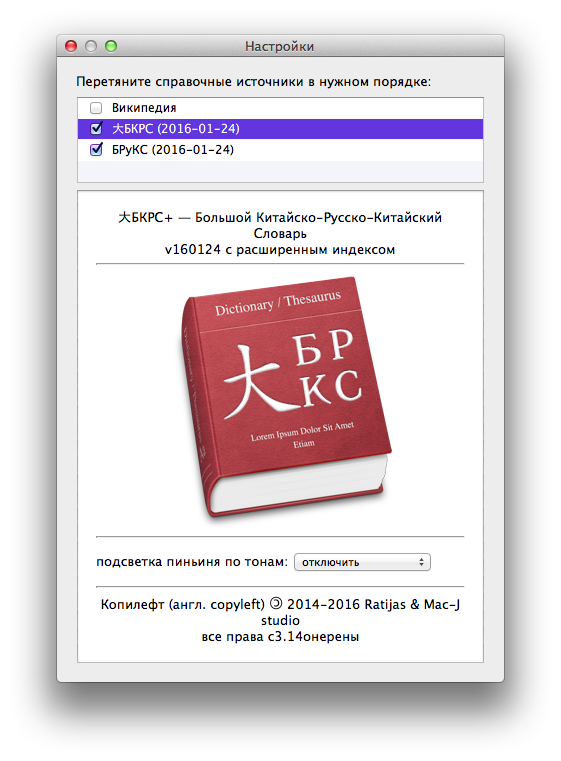 Настройки
Перетяните справочные источники в нужном порядке:
Википедия
大БКРС (2016-01-24)
БРуКС (2016-01-24)
大БКРС+ — Большой Китайско-Русско-Китайский
Словарь
v160124 с расширенным индексом
Dictionary / Thesaurus
大 БР
КС
Lorem Ipsum Dolor Sit Amet
Etiam
подсветка пиньиня по тонам: отключить
Копилефт (англ. copyleft) 🄯 2014-2016 Ratijas & Mac-J
studio
все права с3.14онерены